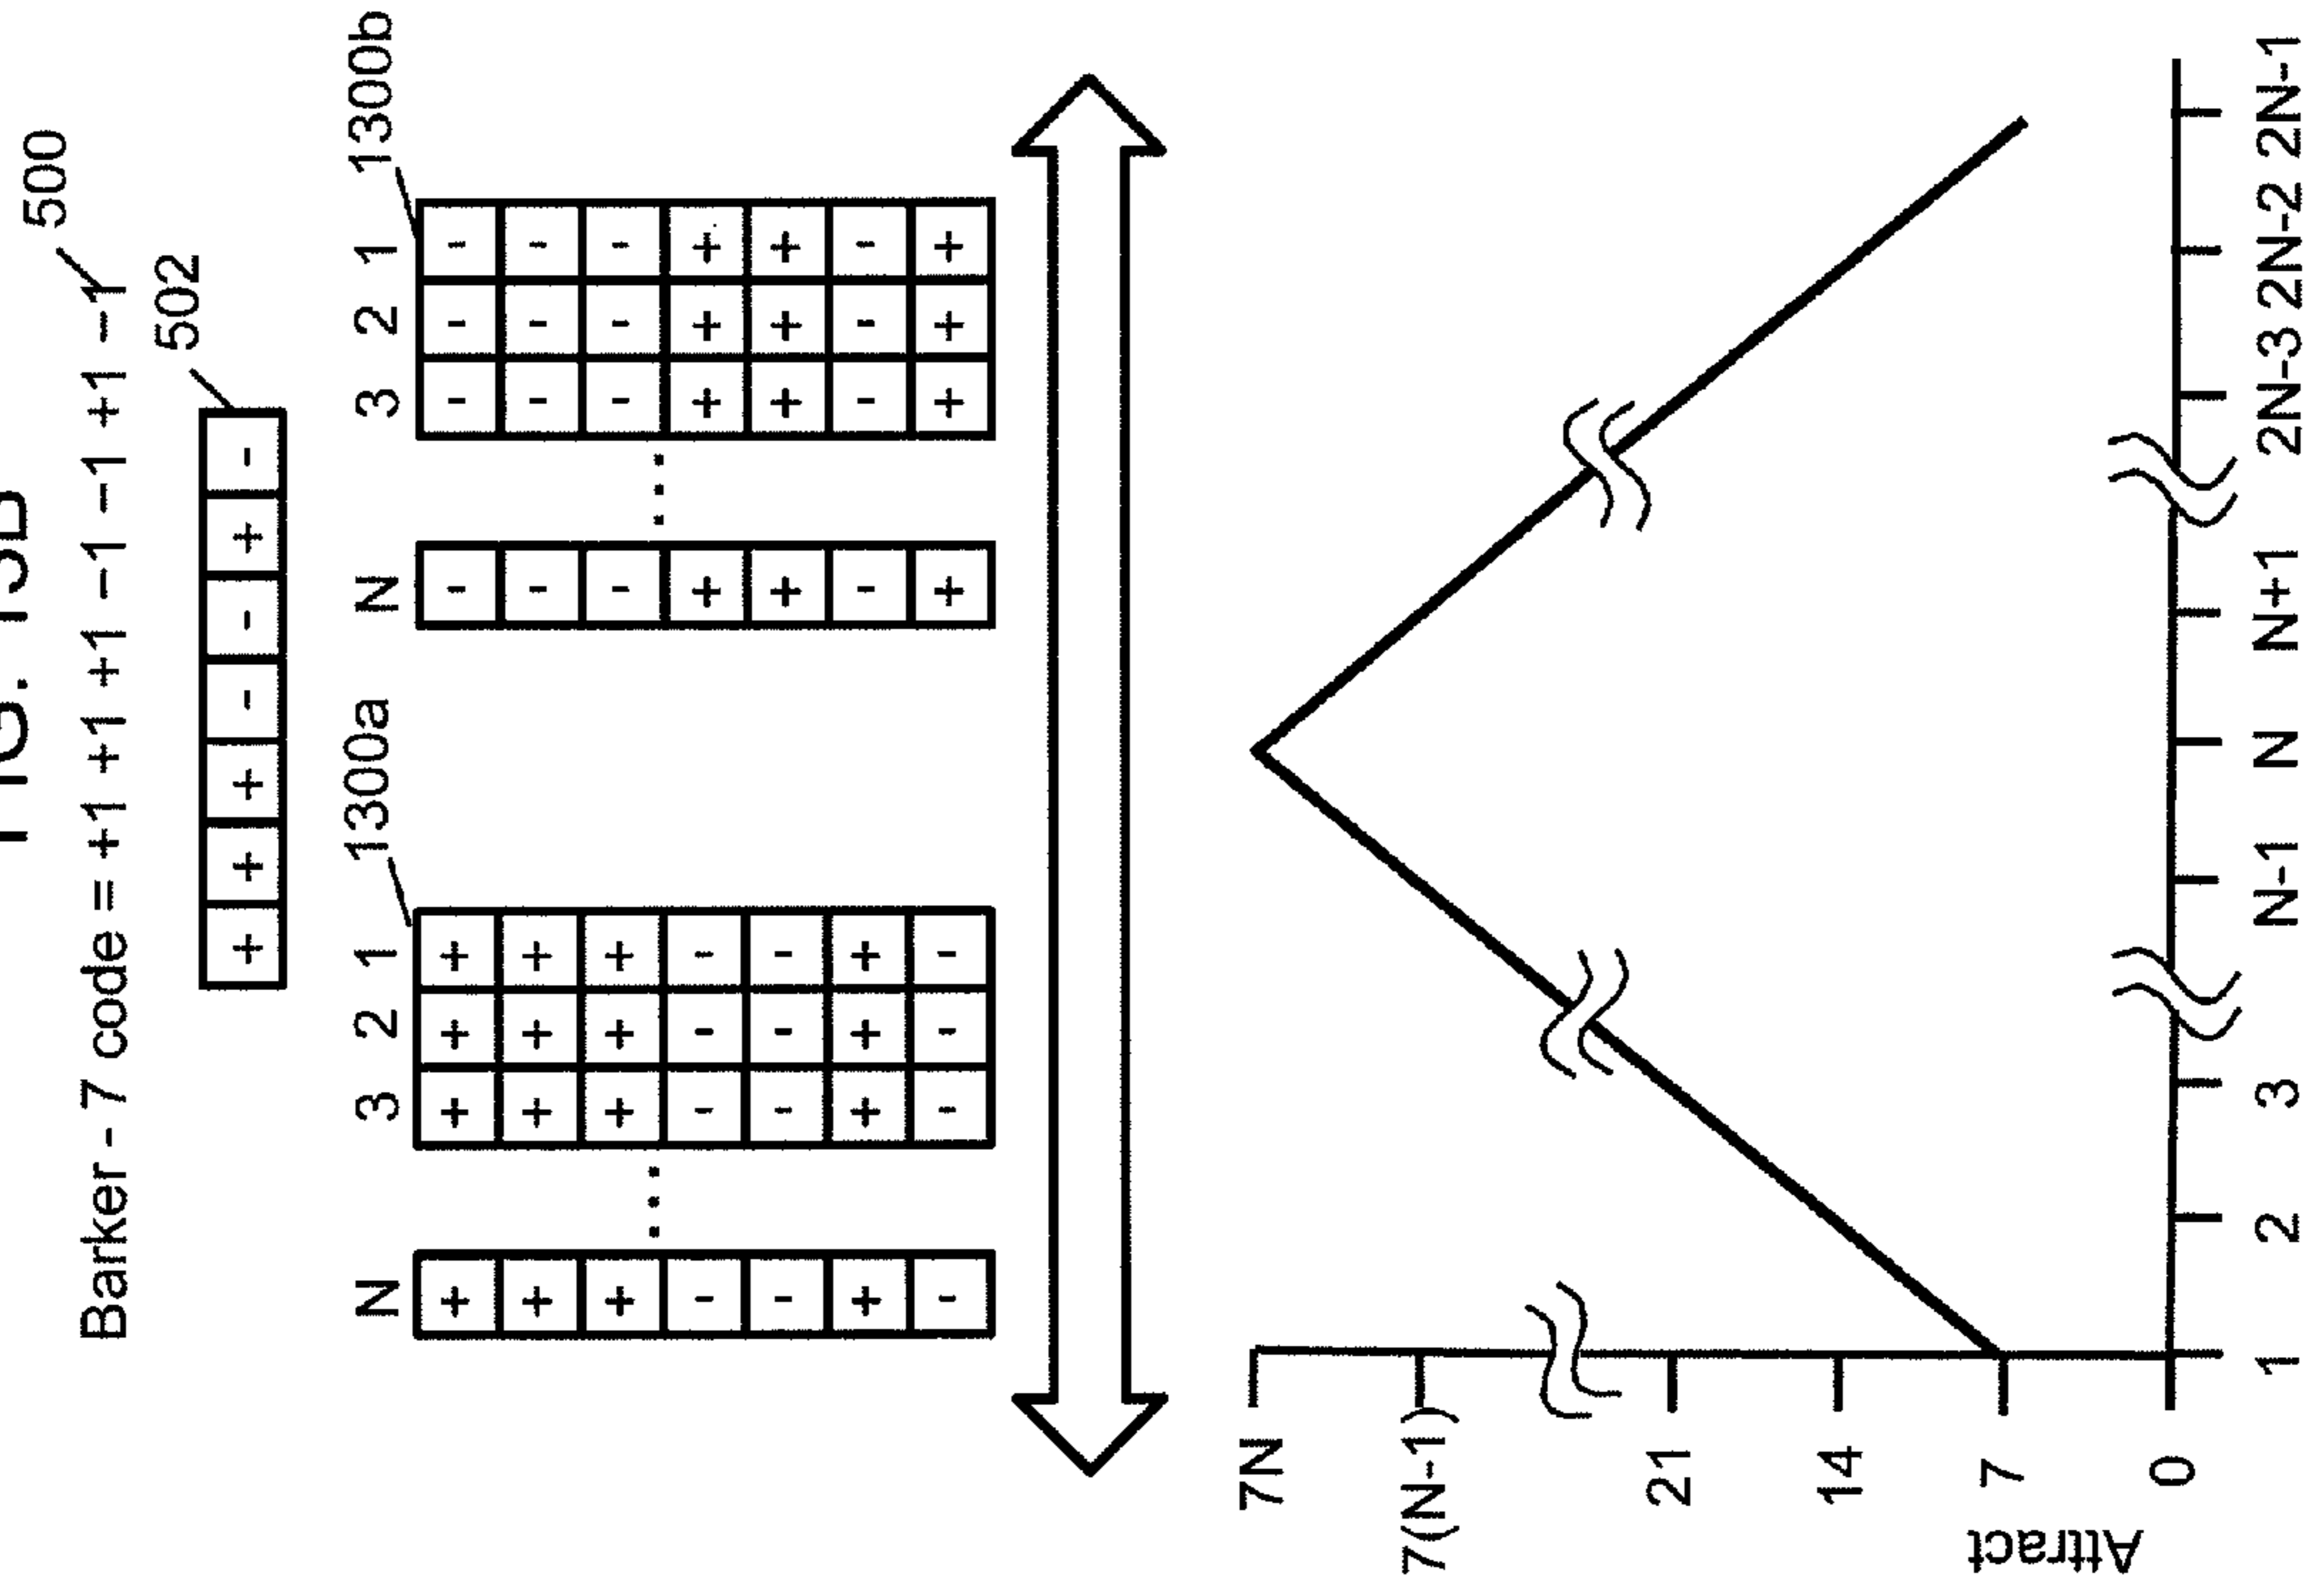 500
Barker - 7 code = +1 +1 +1 –1 –1 +1 –1
502
+ + + - - + -
1300a 1300b
N 3 2 1 N 3 2 1
+ + + + - - - -
+ + + + - - - -
+ ... + + + - ... - - -
- - - - + + + +
- - - - + + + +
+ + + + - - - -
- - - - + + + +
7N
7(N-1)
21
14
7
0
Attract
1 2 3 N-1 N N+1 2N-3 2N-2 2N-1